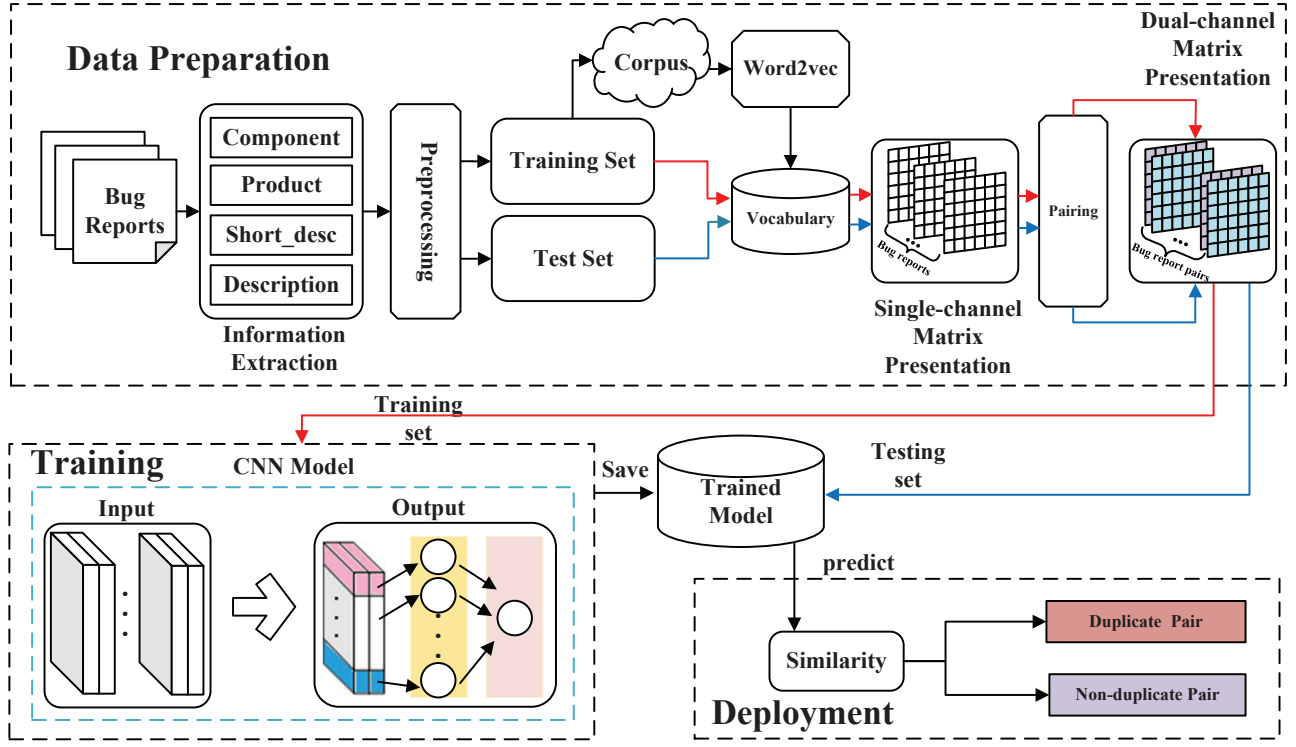 Data Preparation
Bug
Reports
Component
Product
Short_desc
Description
Information
Extraction
Preprocessing
Training Set
Test Set
Corpus
Word2vec
Vocabulary
Bug reports
Single-channel
Matrix
Presentation
Pairing
Dual-channel
Matrix
Presentation
Bug report pairs
Training
set
Testing
set
Training
CNN Model
Input
Output
Save
Trained
Model
predict
Similarity
Duplicate Pair
Non-duplicate Pair
Deployment